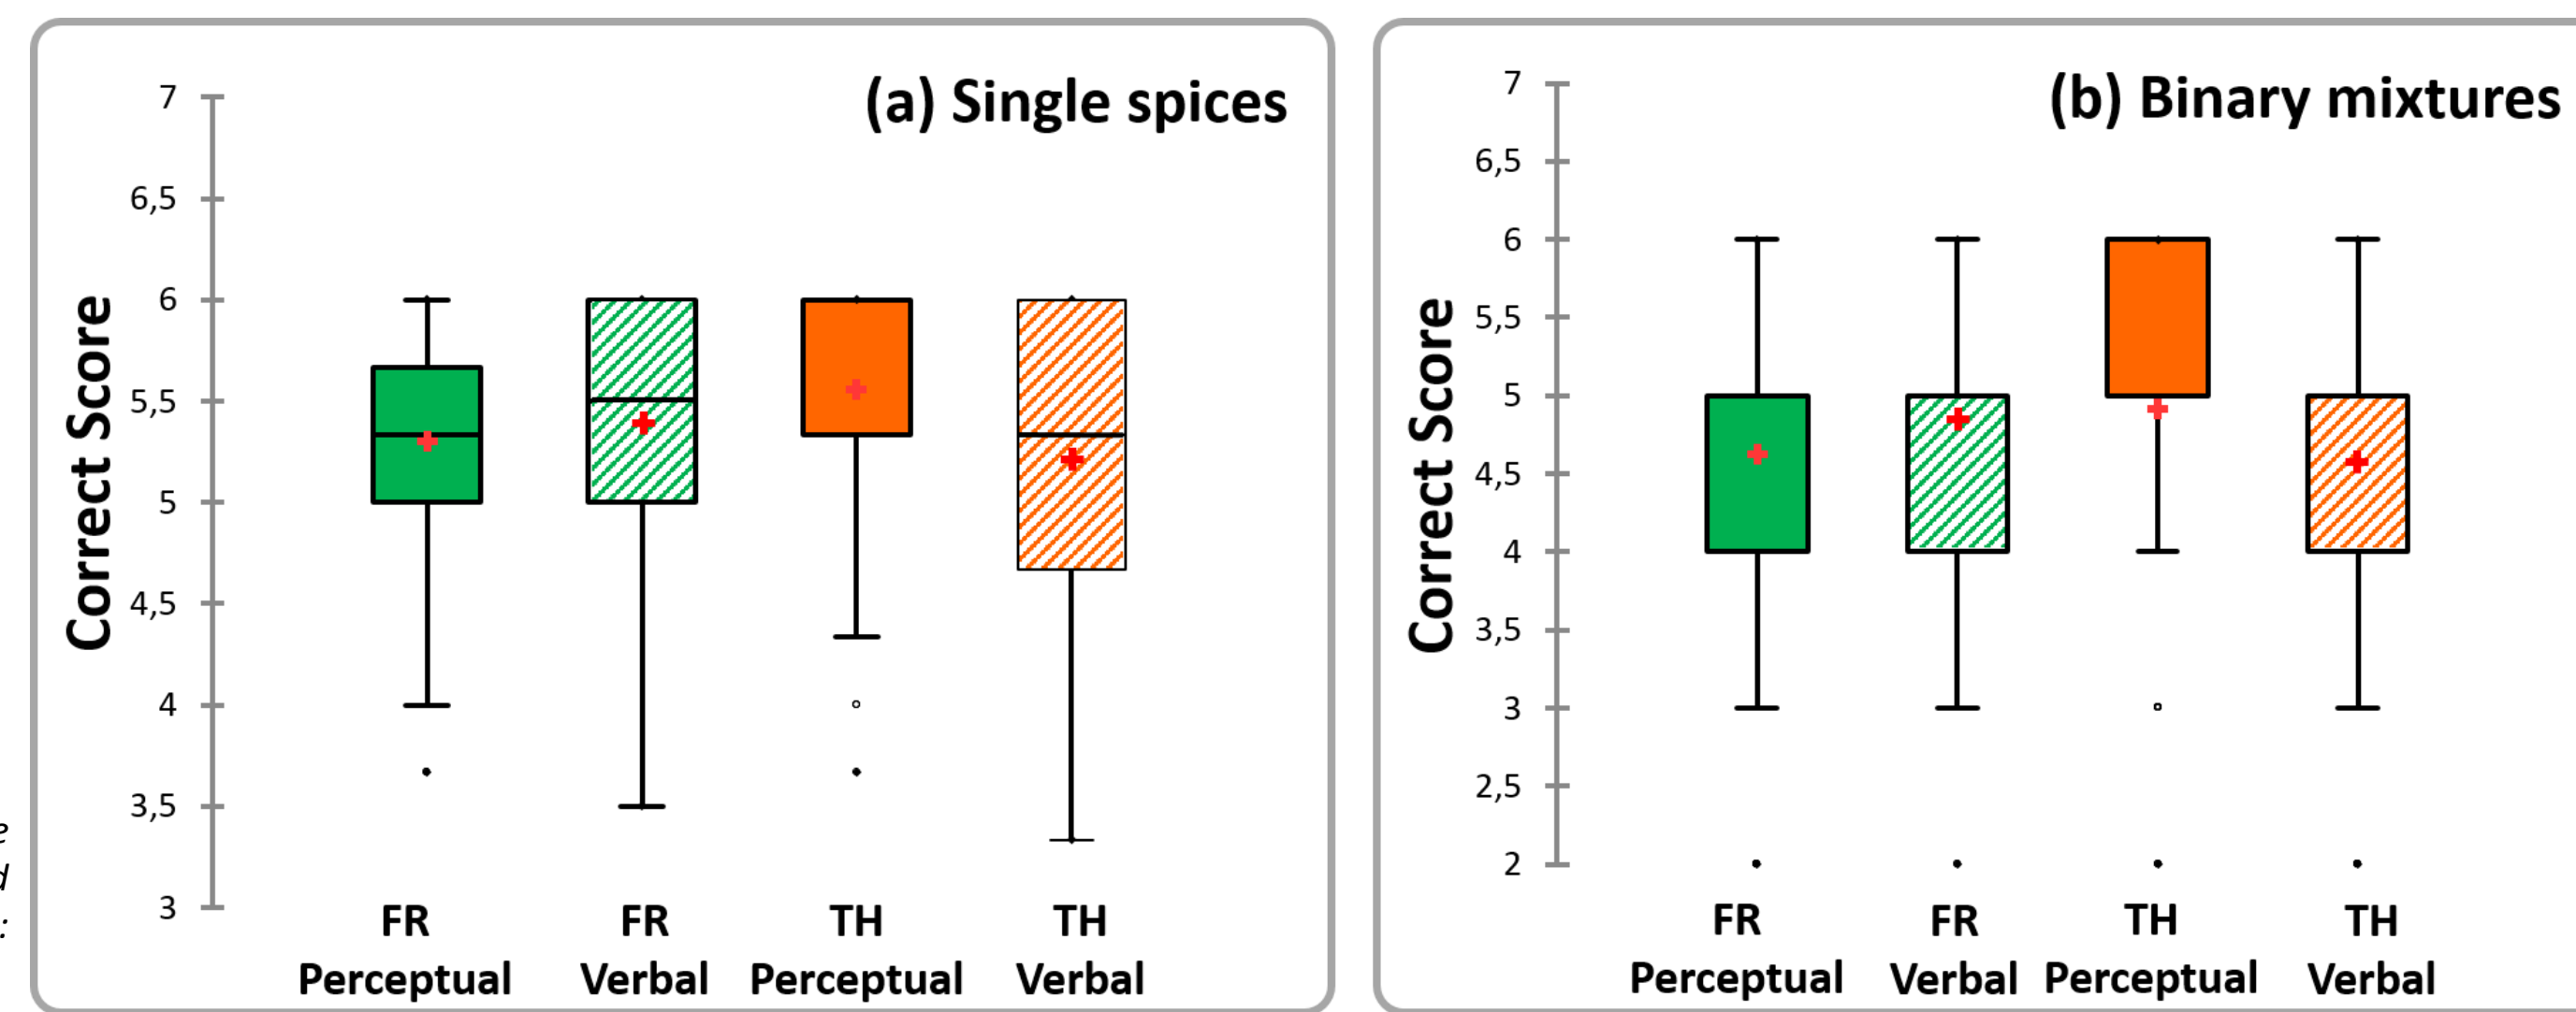 (a) Single spices
Correct Score
7
6,5
6
5,5
5
4,5
4
3,5
3
FR
Perceptual
FR
Verbal
TH
Perceptual
TH
Verbal
(b) Binary mixtures
Correct Score
7
6,5
6
5,5
5
4,5
4
3,5
3
2,5
2
FR
Perceptual
FR
Verbal
TH
Perceptual
TH
Verbal